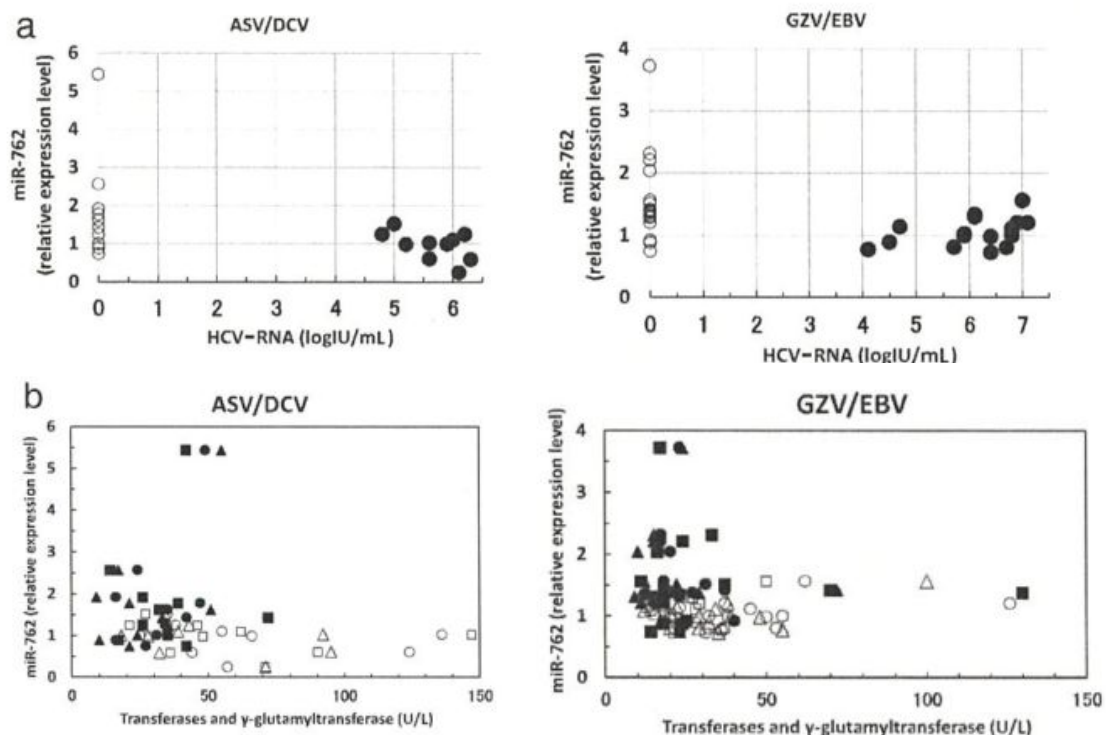 a
ASV/DCV
miR-762
(relative expression level)
6
5
4
3
2
1
0
0 1 2 3 4 5 6
HCV-RNA (logIU/mL)
GZV/EBV
miR-762
(relative expression level)
4
3
2
1
0
0 1 2 3 4 5 6 7
HCV-RNA (logIU/mL)
b
ASV/DCV
miR-762 (relative expression level)
6
5
4
3
2
1
0
0 50 100 150
Transferases and γ-glutamyltransferase (U/L)
GZV/EBV
miR-762 (relative expression level)
4
3
2
1
0
0 50 100 150
Transferases and γ-glutamyltransferase (U/L)